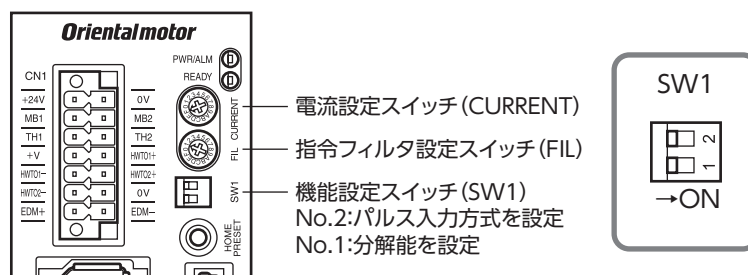 Orientalmotor
PWR/ALM
READY
CN1
+24V 0V
MB1 MB2
TH1 TH2
+V HWTO1+
HWTO1− HWTO2+
HWTO2− 0V
EDM+ EDM−
CURRENT
FIL
SW1
HOME
PRESET
電流設定スイッチ(CURRENT)
指令フィルタ設定スイッチ(FIL)
機能設定スイッチ(SW1)
No.2:パルス入力方式を設定
No.1:分解能を設定
SW1
2
1
→ON